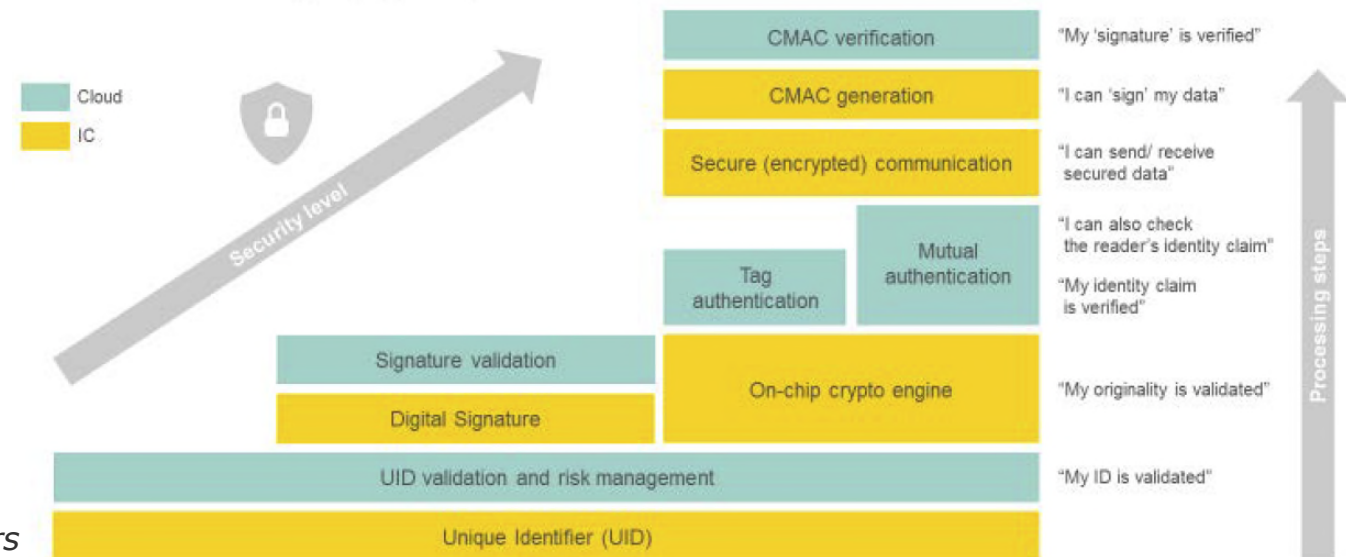 CMAC verification
"My 'signature' is verified"
Cloud
IC
CMAC generation
"I can 'sign' my data"
Secure (encrypted) communication
"I can send/ receive
secured data"
Security level
Tag
authentication
Mutual
authentication
"I can also check
the reader's identity claim"
"My identity claim
is verified"
Processing steps
Signature validation
Digital Signature
On-chip crypto engine
"My originality is validated"
UID validation and risk management
"My ID is validated"
Unique Identifier (UID)
rs